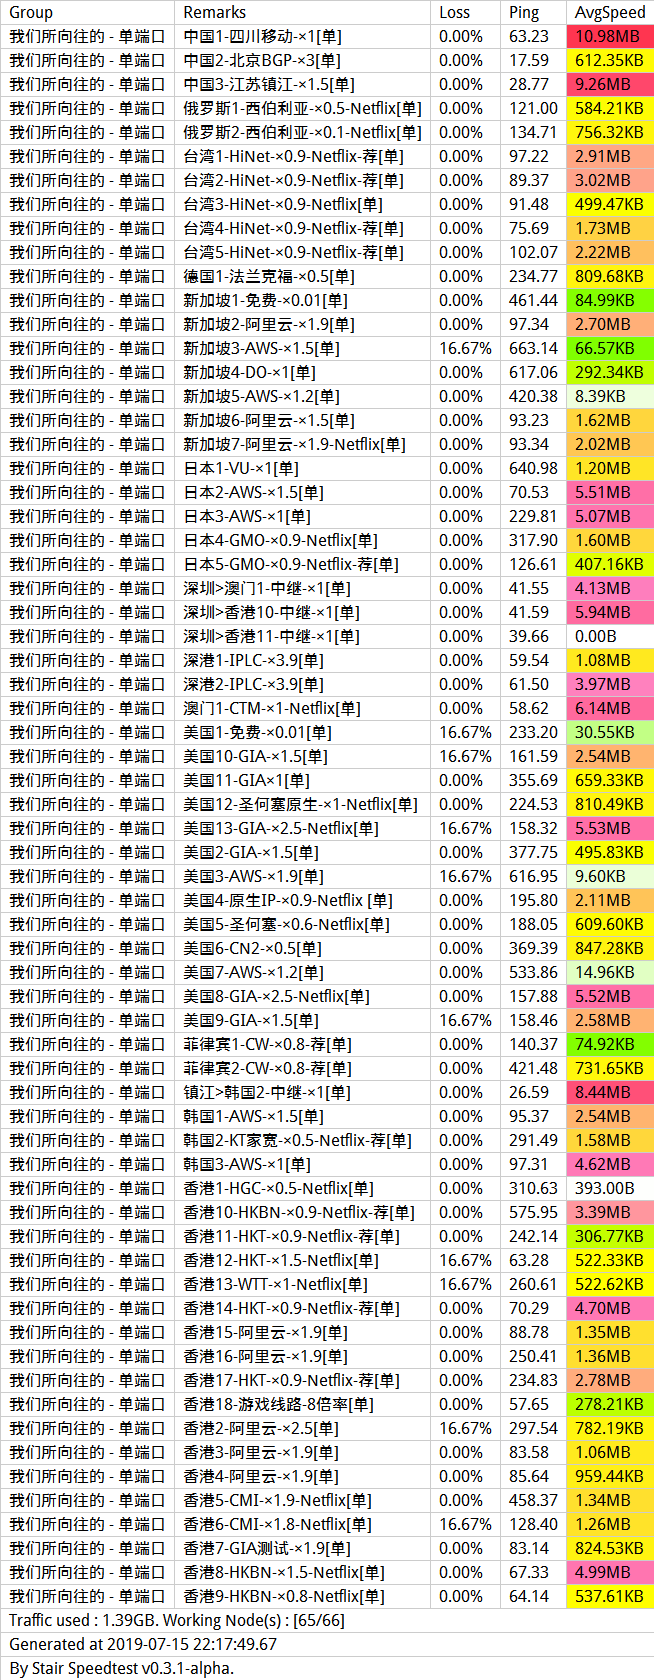 Group Remarks Loss Ping AvgSpeed
我们所向往的 - 单端口 中国1-四川移动-×1[单] 0.00% 63.23 10.98MB
我们所向往的 - 单端口 中国2-北京BGP-×3[单] 0.00% 17.59 612.35KB
我们所向往的 - 单端口 中国3-江苏镇江-×1.5[单] 0.00% 28.77 9.26MB
我们所向往的 - 单端口 俄罗斯1-西伯利亚-×0.5-Netflix[单] 0.00% 121.00 584.21KB
我们所向往的 - 单端口 俄罗斯2-西伯利亚-×0.1-Netflix[单] 0.00% 134.71 756.32KB
我们所向往的 - 单端口 台湾1-HiNet-×0.9-Netflix-荐[单] 0.00% 97.22 2.91MB
我们所向往的 - 单端口 台湾2-HiNet-×0.9-Netflix-荐[单] 0.00% 89.37 3.02MB
我们所向往的 - 单端口 台湾3-HiNet-×0.9-Netflix[单] 0.00% 91.48 499.47KB
我们所向往的 - 单端口 台湾4-HiNet-×0.9-Netflix-荐[单] 0.00% 75.69 1.73MB
我们所向往的 - 单端口 台湾5-HiNet-×0.9-Netflix-荐[单] 0.00% 102.07 2.22MB
我们所向往的 - 单端口 德国1-法兰克福-×0.5[单] 0.00% 234.77 809.68KB
我们所向往的 - 单端口 新加坡1-免费-×0.01[单] 0.00% 461.44 84.99KB
我们所向往的 - 单端口 新加坡2-阿里云-×1.9[单] 0.00% 97.34 2.70MB
我们所向往的 - 单端口 新加坡3-AWS-×1.5[单] 16.67% 663.14 66.57KB
我们所向往的 - 单端口 新加坡4-DO-×1[单] 0.00% 617.06 292.34KB
我们所向往的 - 单端口 新加坡5-AWS-×1.2[单] 0.00% 420.38 8.39KB
我们所向往的 - 单端口 新加坡6-阿里云-×1.5[单] 0.00% 93.23 1.62MB
我们所向往的 - 单端口 新加坡7-阿里云-×1.9-Netflix[单] 0.00% 93.34 2.02MB
我们所向往的 - 单端口 日本1-VU-×1[单] 0.00% 640.98 1.20MB
我们所向往的 - 单端口 日本2-AWS-×1.5[单] 0.00% 70.53 5.51MB
我们所向往的 - 单端口 日本3-AWS-×1[单] 0.00% 229.81 5.07MB
我们所向往的 - 单端口 日本4-GMO-×0.9-Netflix[单] 0.00% 317.90 1.60MB
我们所向往的 - 单端口 日本5-GMO-×0.9-Netflix-荐[单] 0.00% 126.61 407.16KB
我们所向往的 - 单端口 深圳>澳门1-中继-×1[单] 0.00% 41.55 4.13MB
我们所向往的 - 单端口 深圳>香港10-中继-×1[单] 0.00% 41.59 5.94MB
我们所向往的 - 单端口 深圳>香港11-中继-×1[单] 0.00% 39.66 0.00B
我们所向往的 - 单端口 深港1-IPLC-×3.9[单] 0.00% 59.54 1.08MB
我们所向往的 - 单端口 深港2-IPLC-×3.9[单] 0.00% 61.50 3.97MB
我们所向往的 - 单端口 澳门1-CTM-×1-Netflix[单] 0.00% 58.62 6.14MB
我们所向往的 - 单端口 美国1-免费-×0.01[单] 16.67% 233.20 30.55KB
我们所向往的 - 单端口 美国10-GIA-×1.5[单] 16.67% 161.59 2.54MB
我们所向往的 - 单端口 美国11-GIA×1[单] 0.00% 355.69 659.33KB
我们所向往的 - 单端口 美国12-圣何塞原生-×1-Netflix[单] 0.00% 224.53 810.49KB
我们所向往的 - 单端口 美国13-GIA-×2.5-Netflix[单] 16.67% 158.32 5.53MB
我们所向往的 - 单端口 美国2-GIA-×1.5[单] 0.00% 377.75 495.83KB
我们所向往的 - 单端口 美国3-AWS-×1.9[单] 16.67% 616.95 9.60KB
我们所向往的 - 单端口 美国4-原生IP-×0.9-Netflix [单] 0.00% 195.80 2.11MB
我们所向往的 - 单端口 美国5-圣何塞-×0.6-Netflix[单] 0.00% 188.05 609.60KB
我们所向往的 - 单端口 美国6-CN2-×0.5[单] 0.00% 369.39 847.28KB
我们所向往的 - 单端口 美国7-AWS-×1.2[单] 0.00% 533.86 14.96KB
我们所向往的 - 单端口 美国8-GIA-×2.5-Netflix[单] 0.00% 157.88 5.52MB
我们所向往的 - 单端口 美国9-GIA-×1.5[单] 16.67% 158.46 2.58MB
我们所向往的 - 单端口 菲律宾1-CW-×0.8-荐[单] 0.00% 140.37 74.92KB
我们所向往的 - 单端口 菲律宾2-CW-×0.8-荐[单] 0.00% 421.48 731.65KB
我们所向往的 - 单端口 镇江>韩国2-中继-×1[单] 0.00% 26.59 8.44MB
我们所向往的 - 单端口 韩国1-AWS-×1.5[单] 0.00% 95.37 2.54MB
我们所向往的 - 单端口 韩国2-KT家宽-×0.5-Netflix-荐[单] 0.00% 291.49 1.58MB
我们所向往的 - 单端口 韩国3-AWS-×1[单] 0.00% 97.31 4.62MB
我们所向往的 - 单端口 香港1-HGC-×0.5-Netflix[单] 0.00% 310.63 393.00B
我们所向往的 - 单端口 香港10-HKBN-×0.9-Netflix-荐[单] 0.00% 575.95 3.39MB
我们所向往的 - 单端口 香港11-HKT-×0.9-Netflix-荐[单] 0.00% 242.14 306.77KB
我们所向往的 - 单端口 香港12-HKT-×1.5-Netflix[单] 16.67% 63.28 522.33KB
我们所向往的 - 单端口 香港13-WTT-×1-Netflix[单] 16.67% 260.61 522.62KB
我们所向往的 - 单端口 香港14-HKT-×0.9-Netflix-荐[单] 0.00% 70.29 4.70MB
我们所向往的 - 单端口 香港15-阿里云-×1.9[单] 0.00% 88.78 1.35MB
我们所向往的 - 单端口 香港16-阿里云-×1.9[单] 0.00% 250.41 1.36MB
我们所向往的 - 单端口 香港17-HKT-×0.9-Netflix-荐[单] 0.00% 234.83 2.78MB
我们所向往的 - 单端口 香港18-游戏线路-8倍率[单] 0.00% 57.65 278.21KB
我们所向往的 - 单端口 香港2-阿里云-×2.5[单] 16.67% 297.54 782.19KB
我们所向往的 - 单端口 香港3-阿里云-×1.9[单] 0.00% 83.58 1.06MB
我们所向往的 - 单端口 香港4-阿里云-×1.9[单] 0.00% 85.64 959.44KB
我们所向往的 - 单端口 香港5-CMI-×1.9-Netflix[单] 0.00% 458.37 1.34MB
我们所向往的 - 单端口 香港6-CMI-×1.8-Netflix[单] 16.67% 128.40 1.26MB
我们所向往的 - 单端口 香港7-GIA测试-×1.9[单] 0.00% 83.14 824.53KB
我们所向往的 - 单端口 香港8-HKBN-×1.5-Netflix[单] 0.00% 67.33 4.99MB
我们所向往的 - 单端口 香港9-HKBN-×0.8-Netflix[单] 0.00% 64.14 537.61KB
Traffic used : 1.39GB. Working Node(s) : [65/66]
Generated at 2019-07-15 22:17:49.67
By Stair Speedtest v0.3.1-alpha.